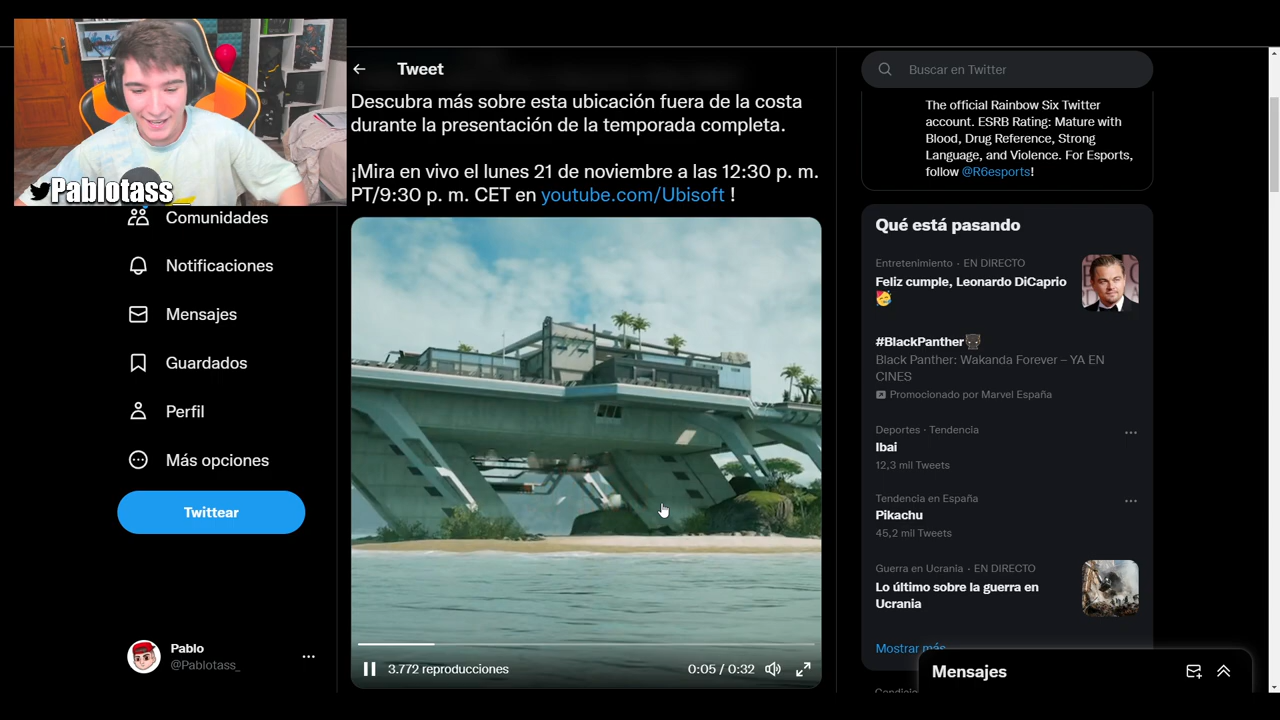 Pablotass_
Comunidades
Notificaciones
Mensajes
Guardados
Perfil
Más opciones
Twittear
Pablo
@Pablotass_
Tweet
Descubra más sobre esta ubicación fuera de la costa
durante la presentación de la temporada completa.
¡Mira en vivo el lunes 21 de noviembre a las 12:30 p. m.
PT/9:30 p. m. CET en youtube.com/Ubisoft !
3.772 reproducciones
0:05 / 0:32
Buscar en Twitter
The official Rainbow Six Twitter
account. ESRB Rating: Mature with
Blood, Drug Reference, Strong
Language, and Violence. For Esports,
follow @R6esports!
Qué está pasando
Entretenimiento · EN DIRECTO
Feliz cumple, Leonardo DiCaprio
🥳
#BlackPanther
Black Panther: Wakanda Forever – YA EN
CINES
Promocionado por Marvel España
Deportes · Tendencia
Ibai
12,3 mil Tweets
Tendencia en España
Pikachu
45,2 mil Tweets
Guerra en Ucrania · EN DIRECTO
Lo último sobre la guerra en
Ucrania
Mostrar más
Mensajes